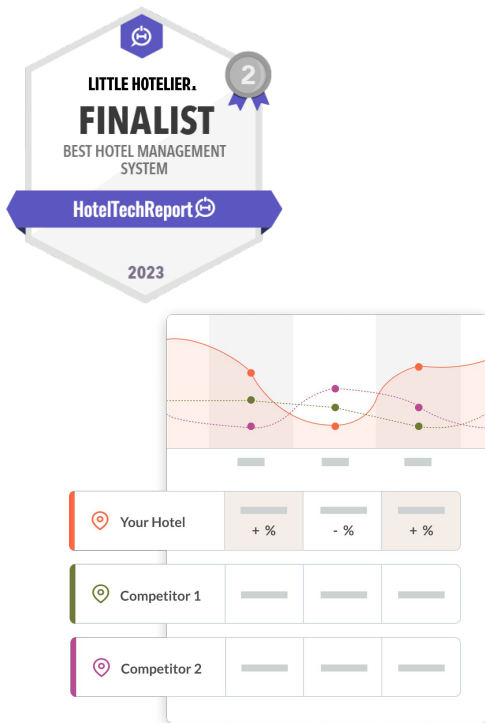 2
LITTLE HOTELIER.
FINALIST
BEST HOTEL MANAGEMENT
SYSTEM
HotelTechReport
2023
Your Hotel
+ %
- %
+ %
Competitor 1
Competitor 2